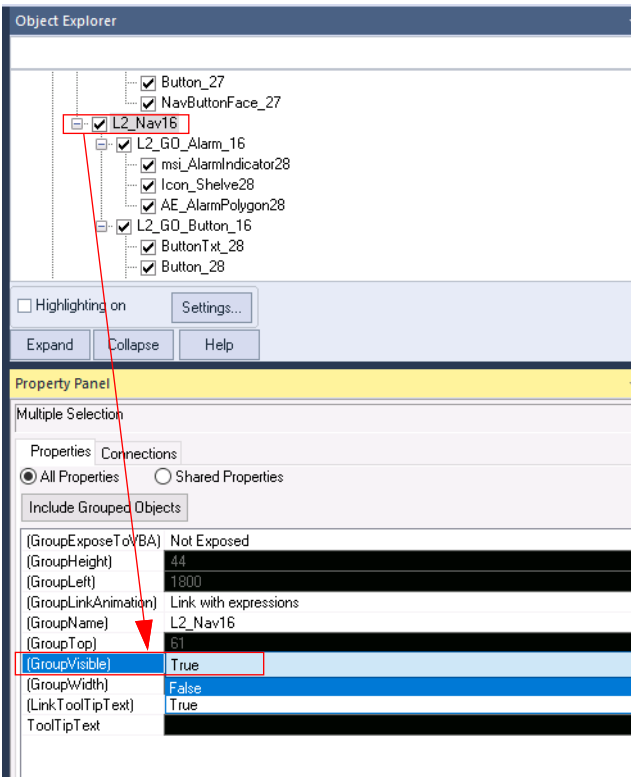 Object Explorer
Button_27
NavButtonFace_27
L2_Nav16
L2_GO_Alarm_16
msi_AlarmIndicator28
Icon_Shelve28
AE_AlarmPolygon28
L2_GO_Button_16
ButtonTxt_28
Button_28
Highlighting on Settings...
Expand Collapse Help
Property Panel
Multiple Selection
Properties Connections
All Properties Shared Properties
Include Grouped Objects
(GroupExposeToVBA) Not Exposed
(GroupHeight) 44
(GroupLeft) 1800
(GroupLinkAnimation) Link with expressions
(GroupName) L2_Nav16
(GroupTop) 61
(GroupVisible) True
(GroupWidth) False
(LinkToolTipText) True
ToolTipText